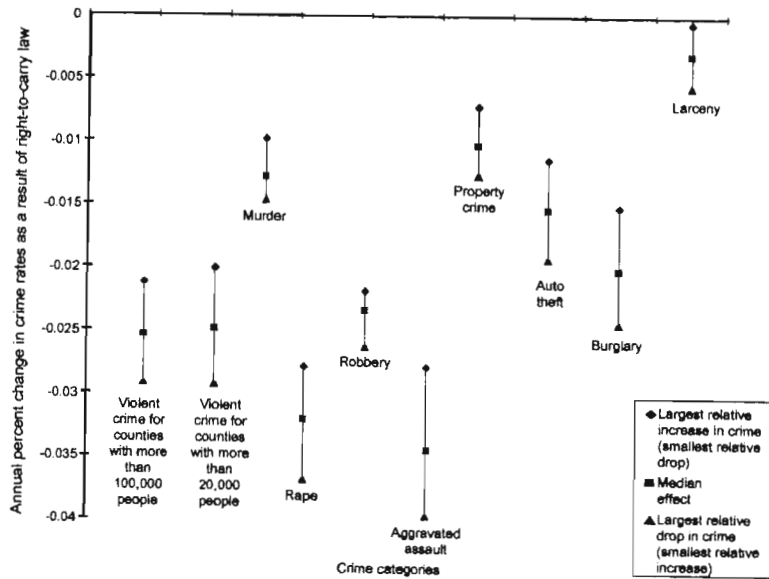 Annual percent change in crime rates as a result of right-to-carry law
0
-0.005
-0.01
-0.015
-0.02
-0.025
-0.03
-0.035
-0.04
Violent
crime for
counties
with more
than
100,000
people
Violent
crime for
counties
with more
than
20,000
people
Murder
Rape
Robbery
Aggravated
assault
Property
crime
Auto
theft
Burglary
Larceny
Crime categories
Largest relative
increase in crime
(smallest relative
drop)
Median
effect
Largest relative
drop in crime
(smallest relative
increase)